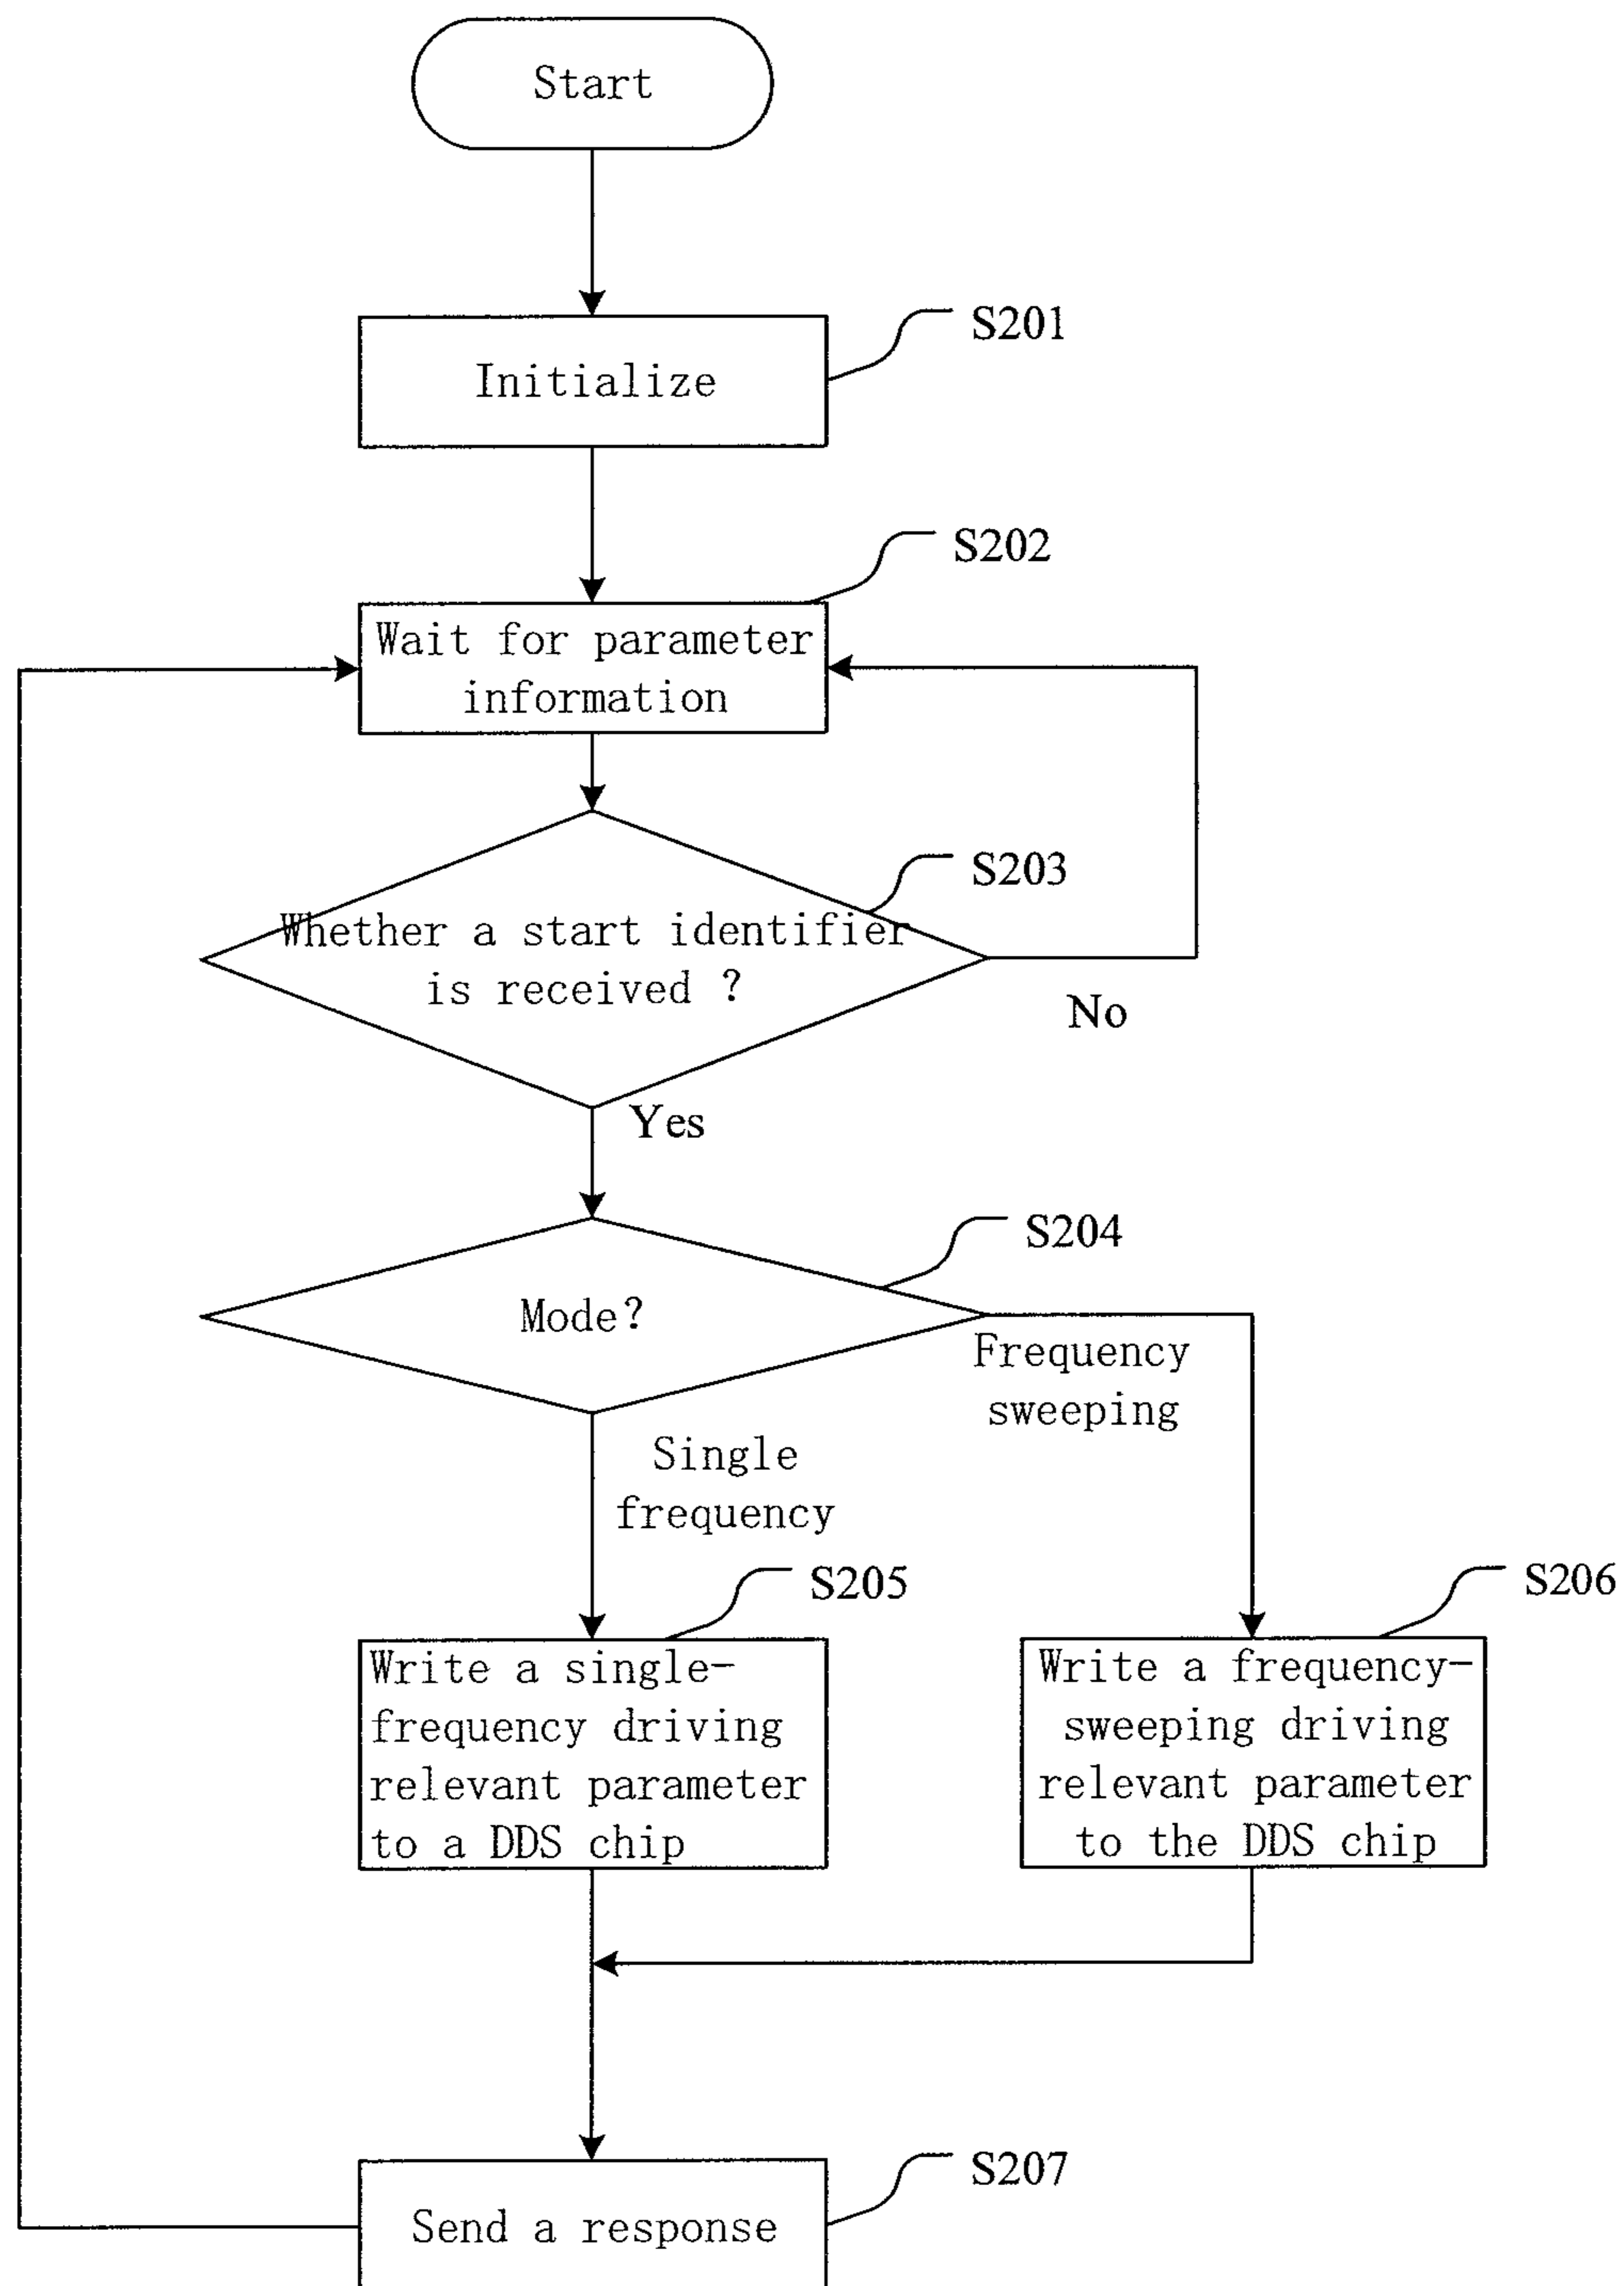 Start
S201
Initialize
S202
Wait for parameter
information
S203
Whether a start identifier
is received ?
No
Yes
S204
Mode?
Frequency
sweeping
Single
frequency
S205
S206
Write a single-
frequency driving
relevant parameter
to a DDS chip
Write a frequency-
sweeping driving
relevant parameter
to the DDS chip
S207
Send a response